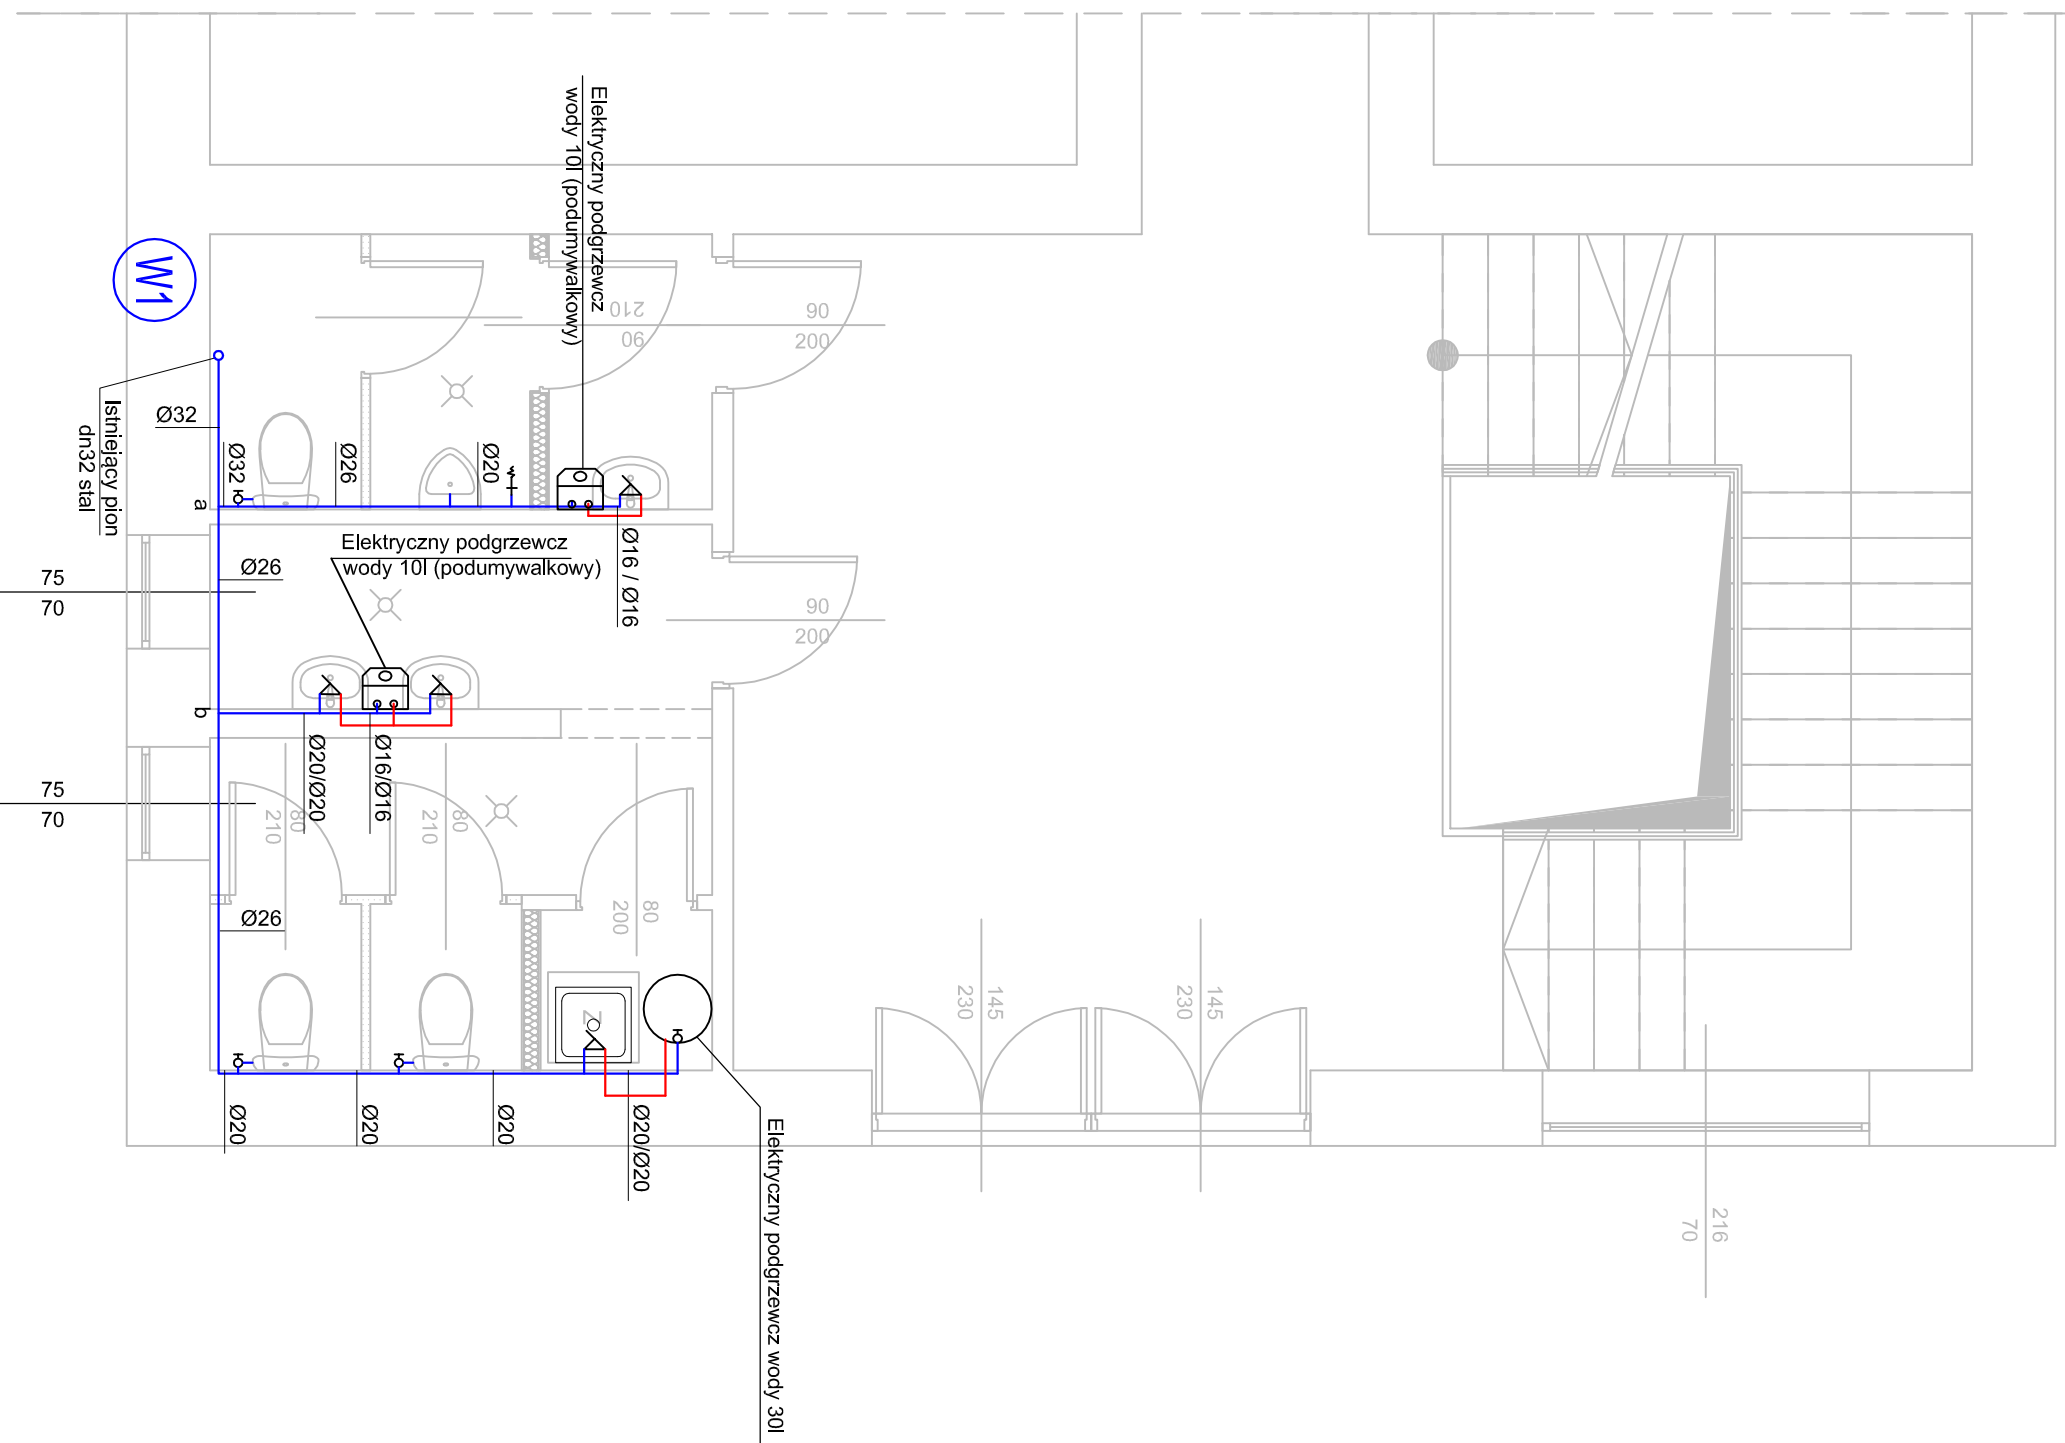 Elektryczny podgrzewcz
wody 10l (podumywalkowy)
W1
210
90
90
200
Istniejący pion
dn32 stal
Ø32
Ø32
Ø26
Ø20
a
Ø16 / Ø16
Elektryczny podgrzewcz
wody 10l (podumywalkowy)
Ø26
75
70
90
200
b
Ø20/Ø20
Ø16/Ø16
75
70
80
210
80
210
80
200
Ø26
145
230
145
230
Z
Ø20
Ø20
Ø20
Ø20/Ø20
Elektryczny podgrzewcz wody 30l
216
70